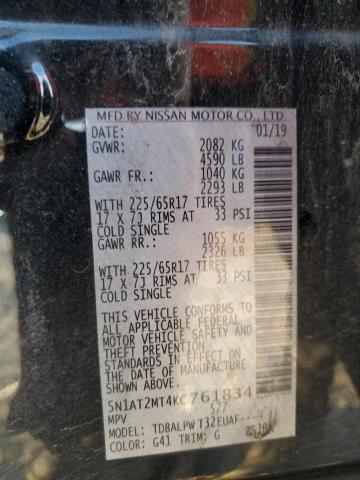 MFD BY NISSAN MOTOR CO., LTD.
DATE: 01/19
GVWR: 2082 KG
4590 LB
GAWR FR.: 1040 KG
2293 LB
WITH 225/65R17 TIRES
17 X 7J RIMS AT 33 PSI
COLD SINGLE
GAWR RR: 1055 KG
2326 LB
WITH 225/65R17 TIRES
17 X 7J RIMS AT 33 PSI
COLD SINGLE
THIS VEHICLE CONFORMS TO
ALL APPLICABLE FEDERAL
MOTOR VEHICLE SAFETY AND
THEFT PREVENTION
STANDARDS IN EFFECT ON
THE DATE OF MANUFACTURE
SHOWN ABOVE.
5N1AT2MT4KC761834
MPV 577
MODEL: TDBALPW T32EUAF----
COLOR: G41 TRIM: G